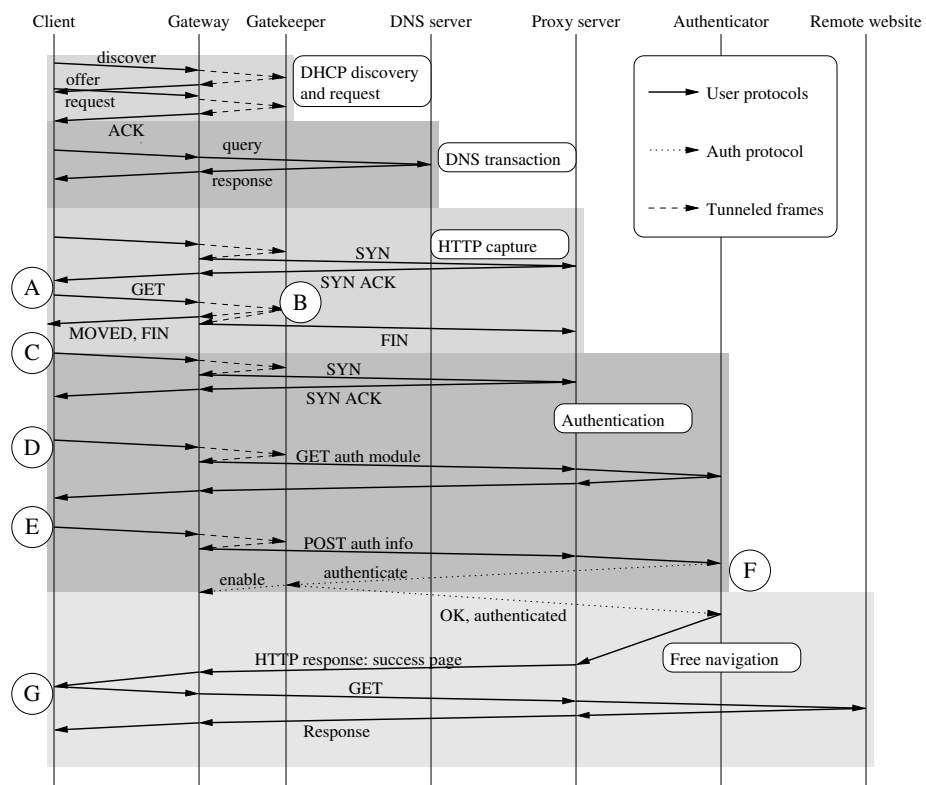 Client
Gateway
Gatekeeper
DNS server
Proxy server
Authenticator
Remote website
discover
offer
request
ACK
DHCP discovery
and request
User protocols
Auth protocol
Tunneled frames
query
response
DNS transaction
HTTP capture
SYN
SYN ACK
A
GET
B
MOVED, FIN
FIN
C
SYN
SYN ACK
Authentication
D
GET auth module
E
POST auth info
F
enable
authenticate
OK, authenticated
HTTP response: success page
Free navigation
G
GET
Response